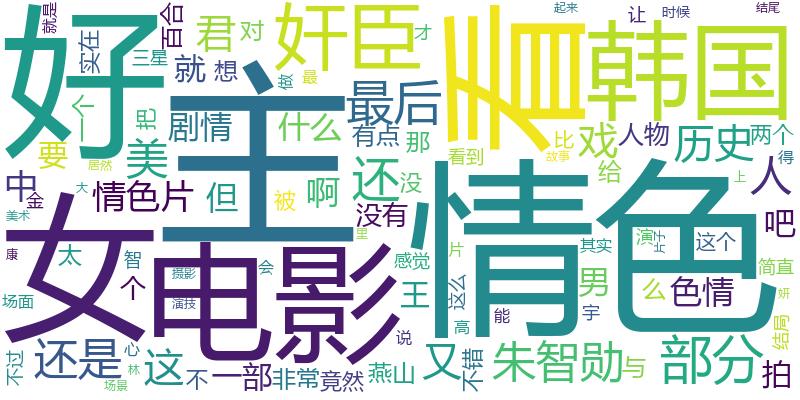 就是
好
百合
君
对
奸臣
才
看
起来
韩国
让
时候
结尾
实在
三星
就
想
做
最
最后
一个
把
剧情
什么
有点
那
比
戏
人物
历史
两个
得
要
美
居然
看到
故事
给
上
人
中
金
情色片
但
被
啊
还
没
没有
主
情色
大
美术
女
电影
里
吧
康
太
智
个
摄影
会
感觉
片
其实
演
片子
这个
简直
场面
演技
王
这么
男
么
色情
妍
说
高
能
宇
结局
不过
还是
心
林
场景
这
不
一部
非常
竟然
燕山
又
不错
朱智勋
与
部分
拍